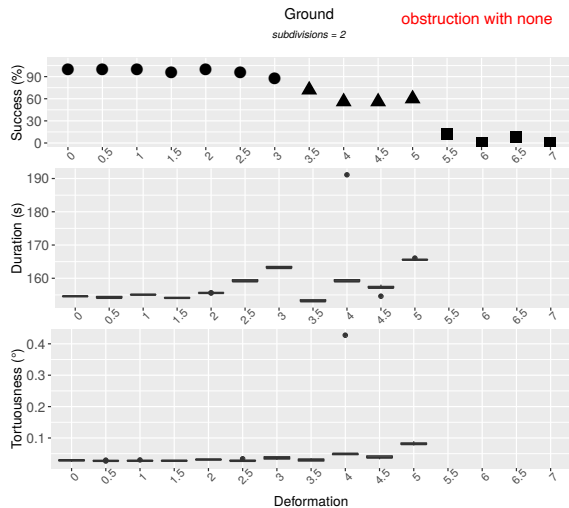 Ground
obstruction with none
subdivisions = 2
Success (%)
90
60
30
0
0 0.5 1 1.5 2 2.5 3 3.5 4 4.5 5 5.5 6 6.5 7
Duration (s)
190
180
170
160
0 0.5 1 1.5 2 2.5 3 3.5 4 4.5 5 5.5 6 6.5 7
Tortuousness (°)
0.4
0.3
0.2
0.1
0 0.5 1 1.5 2 2.5 3 3.5 4 4.5 5 5.5 6 6.5 7
Deformation